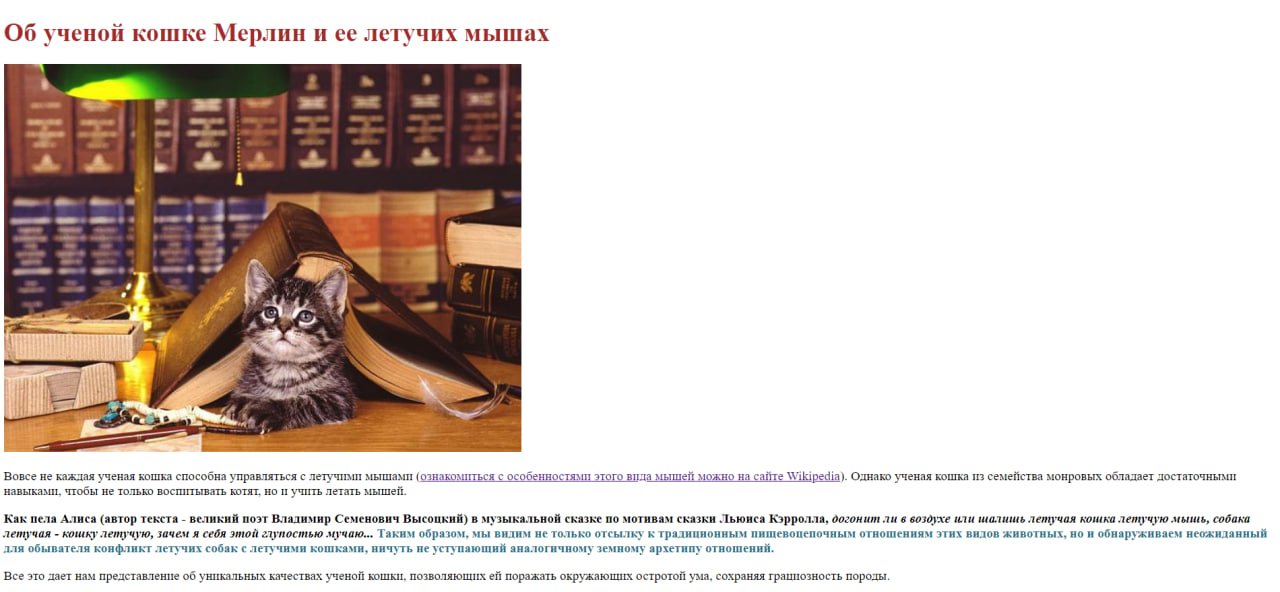 Об ученой кошке Мерлин и ее летучих мышах
Вовсе не каждая ученая кошка способна управляться с летучими мышами (ознакомиться с особенностями этого вида мышей можно на сайте Wikipedia). Однако ученая кошка из семейства монровых обладает достаточными
навыками, чтобы не только воспитывать котят, но и учить летать мышей.
Как пела Алиса (автор текста - великий поэт Владимир Семенович Высоцкий) в музыкальной сказке по мотивам сказки Льюиса Кэрролла, догонит ли в воздухе или шалишь летучая кошка летучую мышь, собака
летучая - кошку летучую, зачем я себя этой глупостью мучаю... Таким образом, мы видим не только отсылку к традиционным пищевоцепочным отношениям этих видов животных, но и обнаруживаем неожиданный
для обывателя конфликт летучих собак с летучими кошками, ничуть не уступающий аналогичному земному архетипу отношений.
Все это дает нам представление об уникальных качествах ученой кошки, позволяющих ей поражать окружающих остротой ума, сохраняя грациозность породы.